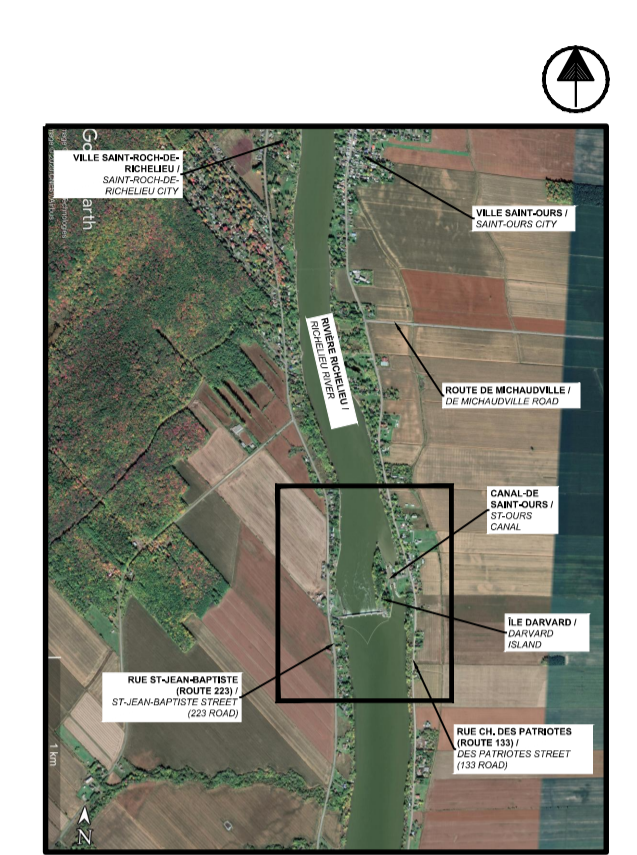 VILLE SAINT-ROCH-DE-
RICHELIEU /
SAINT-ROCH-DE-
RICHELIEU CITY
VILLE SAINT-OURS /
SAINT-OURS CITY
RIVIÈRE RICHELIEU /
RICHELIEU RIVER
ROUTE DE MICHAUDVILLE /
DE MICHAUDVILLE ROAD
CANAL-DE
SAINT-OURS /
ST-OURS
CANAL
ÎLE DARVARD /
DARVARD
ISLAND
RUE ST-JEAN-BAPTISTE
(ROUTE 223) /
ST-JEAN-BAPTISTE STREET
(223 ROAD)
RUE CH. DES PATRIOTES
(ROUTE 133) /
DES PATRIOTES STREET
(133 ROAD)
1 km
N